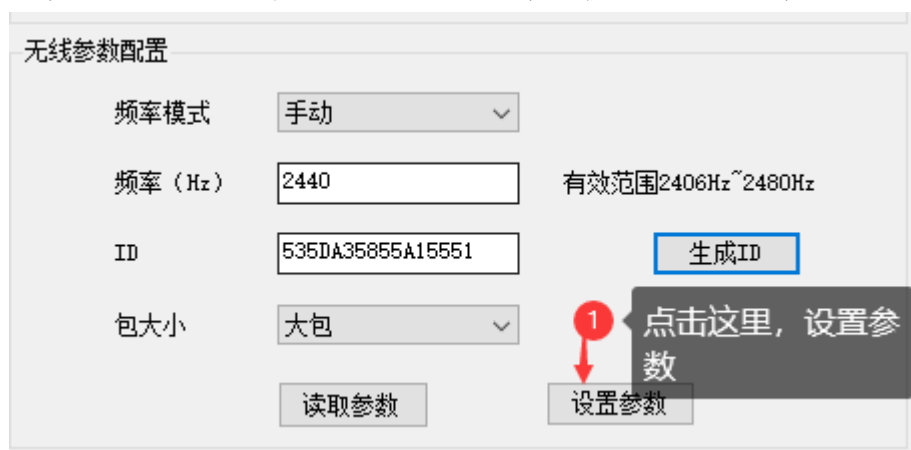 无线参数配置
频率模式 手动
频率（Hz） 2440 有效范围2406Hz~2480Hz
ID 535DA35855A15551 生成ID
包大小 大包
1 点击这里，设置参
数
读取参数 设置参数